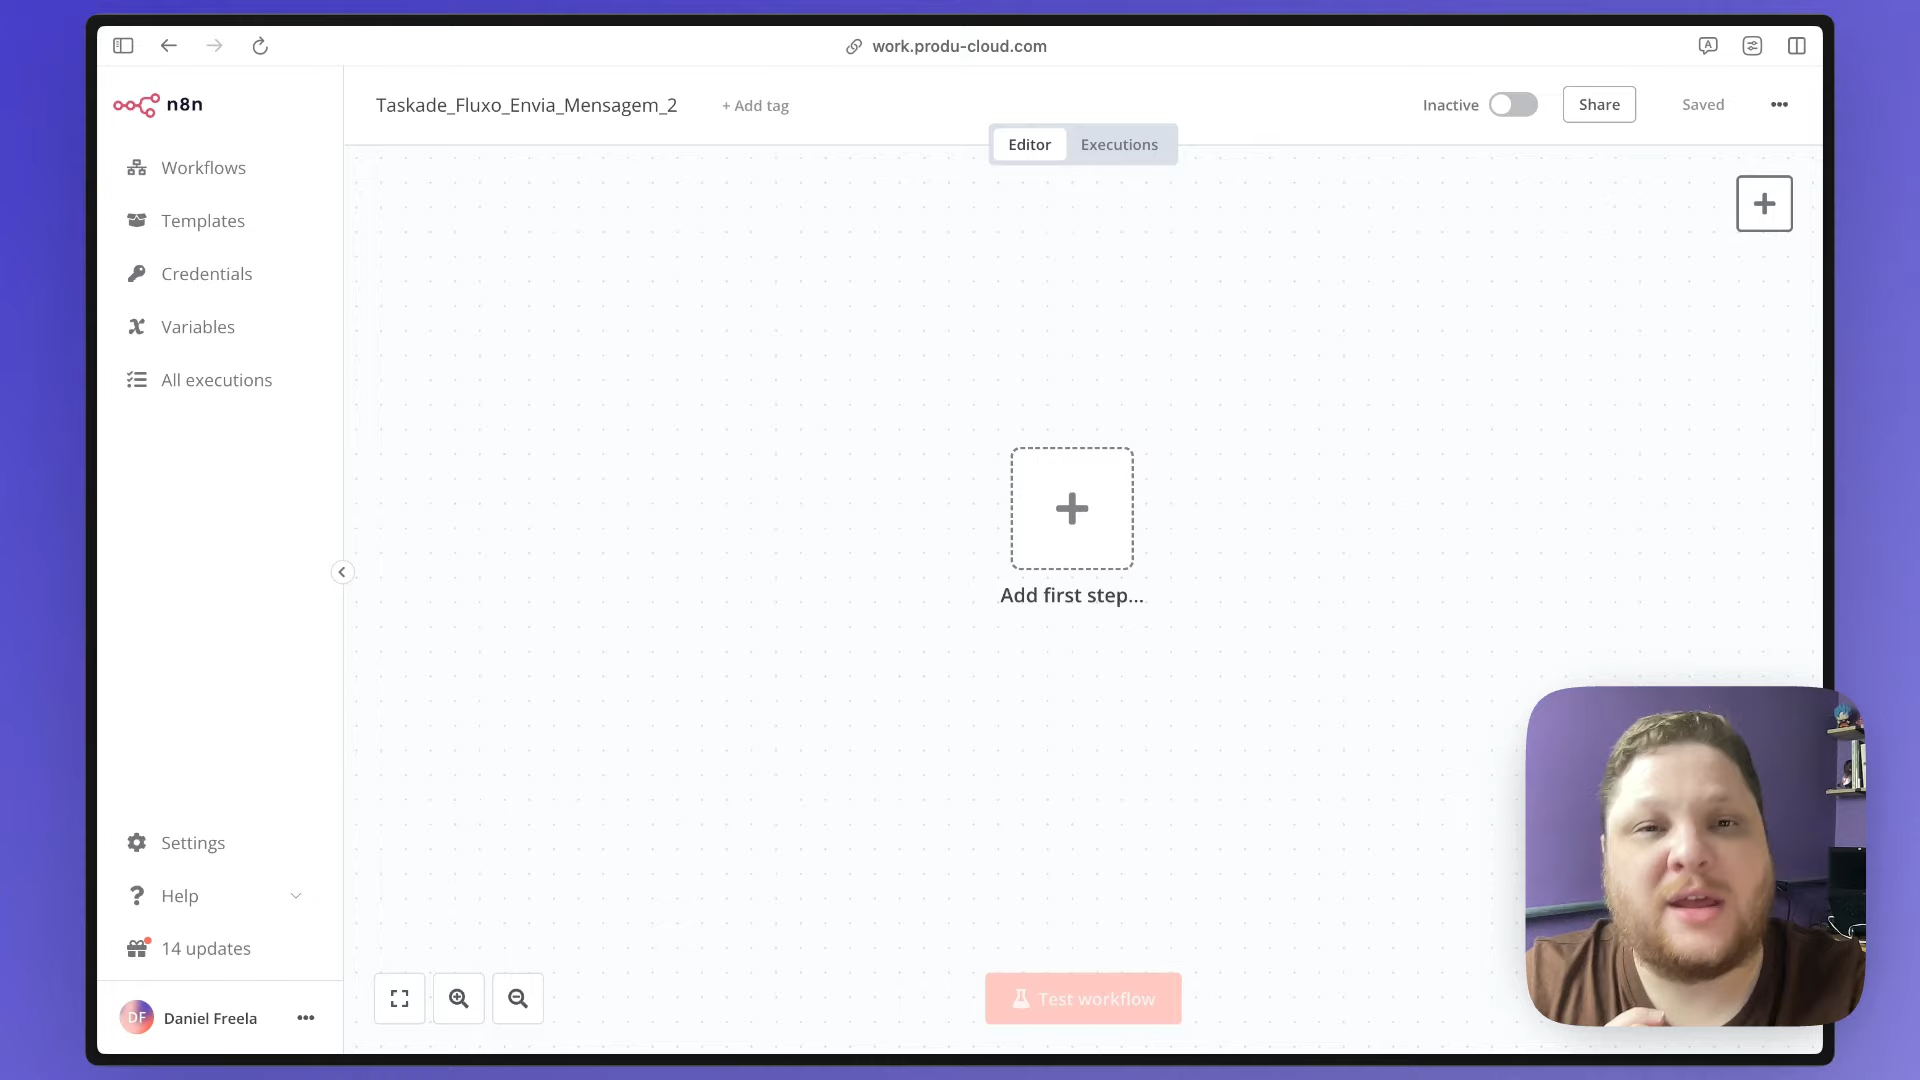 work.produ-cloud.com
n8n
Taskade_Fluxo_Envia_Mensagem_2
+ Add tag
Inactive
Share
Saved
Editor
Executions
Workflows
Templates
Credentials
Variables
All executions
Add first step...
Settings
Help
14 updates
Test workflow
DF
Daniel Freela